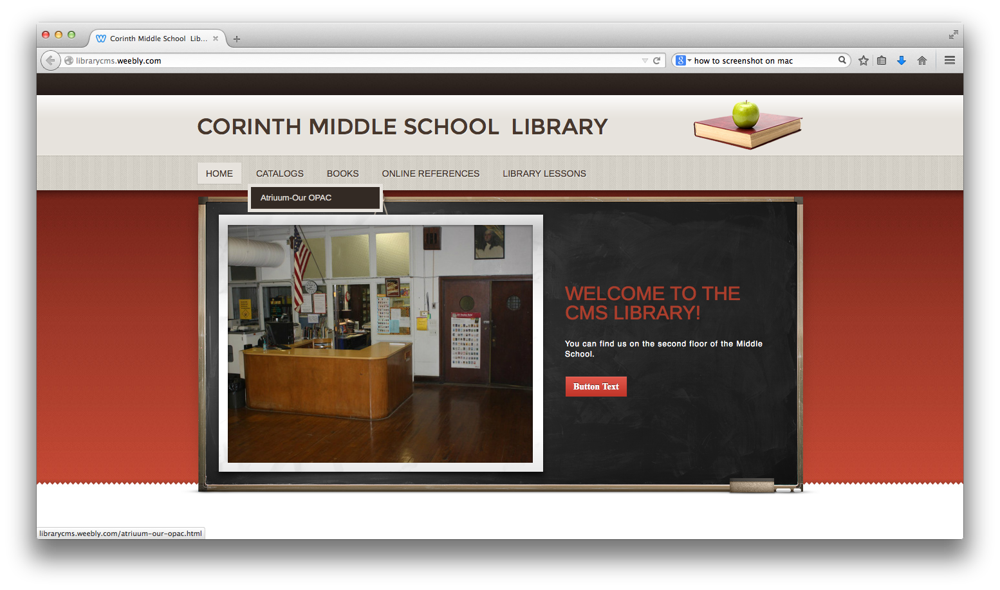 Corinth Middle School  Lib...
librarycms.weebly.com
8
how to screenshot on mac
CORINTH MIDDLE SCHOOL  LIBRARY
HOME
CATALOGS
BOOKS
ONLINE REFERENCES
LIBRARY LESSONS
Atriuum-Our OPAC
WELCOME TO THE
CMS LIBRARY!
You can find us on the second floor of the Middle
School.
Button Text
librarycms.weebly.com/atriuum-our-opac.html